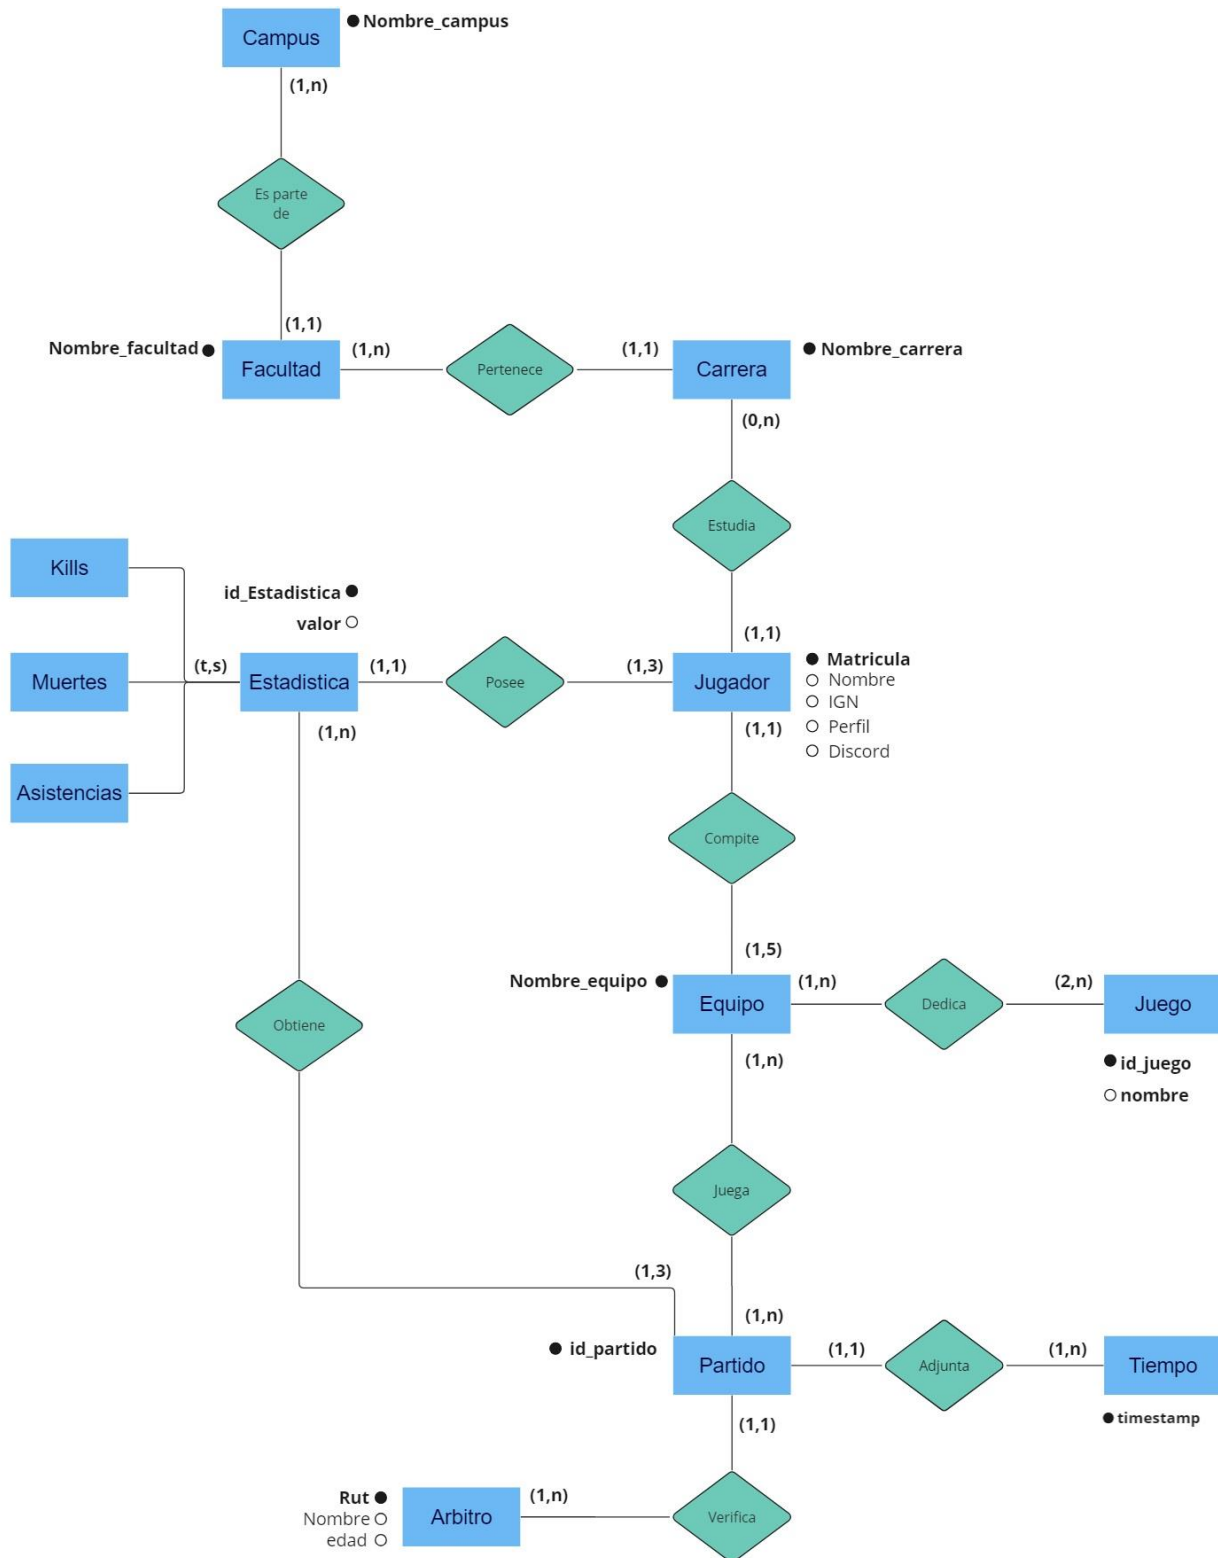 Campus
Nombre_campus
(1,n)
Es parte
de
(1,1)
Nombre_facultad
Facultad
(1,n)
Pertenece
(1,1)
Carrera
Nombre_carrera
(0,n)
Estudia
Kills
id_Estadistica
valor
(1,1)
Muertes
(t,s)
Estadistica
(1,1)
Posee
(1,3)
Jugador
Matricula
Nombre
IGN
Perfil
Discord
(1,n)
(1,1)
Asistencias
Compite
(1,5)
Nombre_equipo
Equipo
(1,n)
Dedica
(2,n)
Juego
Obtiene
(1,n)
id_juego
nombre
Juega
(1,3)
(1,n)
id_partido
Partido
(1,1)
Adjunta
(1,n)
Tiempo
timestamp
(1,1)
Rut
Nombre
edad
Arbitro
(1,n)
Verifica